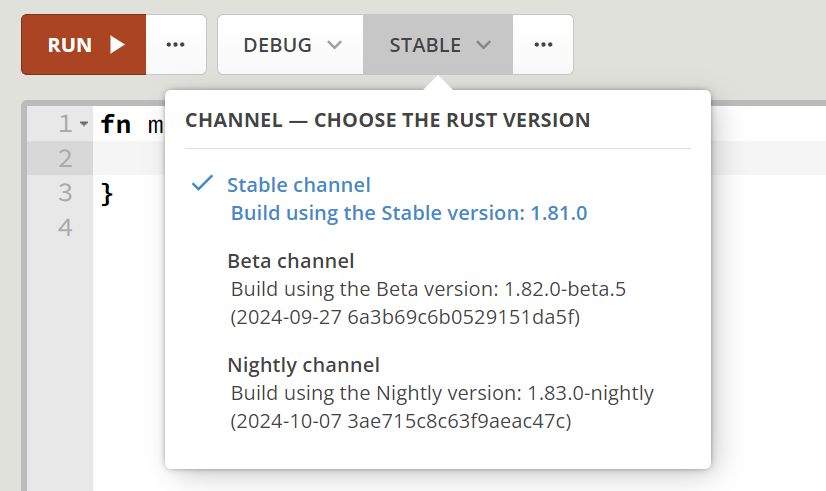 RUN ... DEBUG STABLE ...
CHANNEL — CHOOSE THE RUST VERSION
1 fn m
2
3 }
4
Stable channel
Build using the Stable version: 1.81.0
Beta channel
Build using the Beta version: 1.82.0-beta.5
(2024-09-27 6a3b69c6b0529151da5f)
Nightly channel
Build using the Nightly version: 1.83.0-nightly
(2024-10-07 3ae715c8c63f9aeac47c)